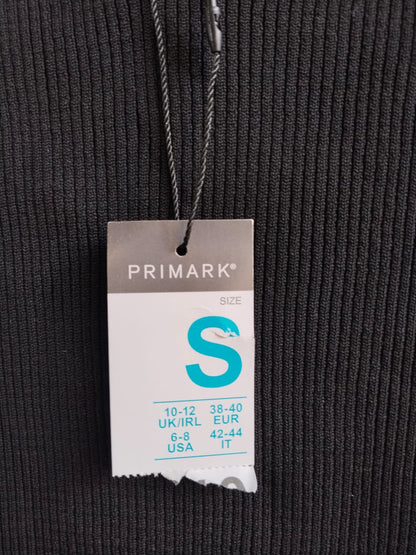 PRIMARK®
SIZE
S
10-12 38-40
UK/IRL EUR
6-8 42-44
USA IT